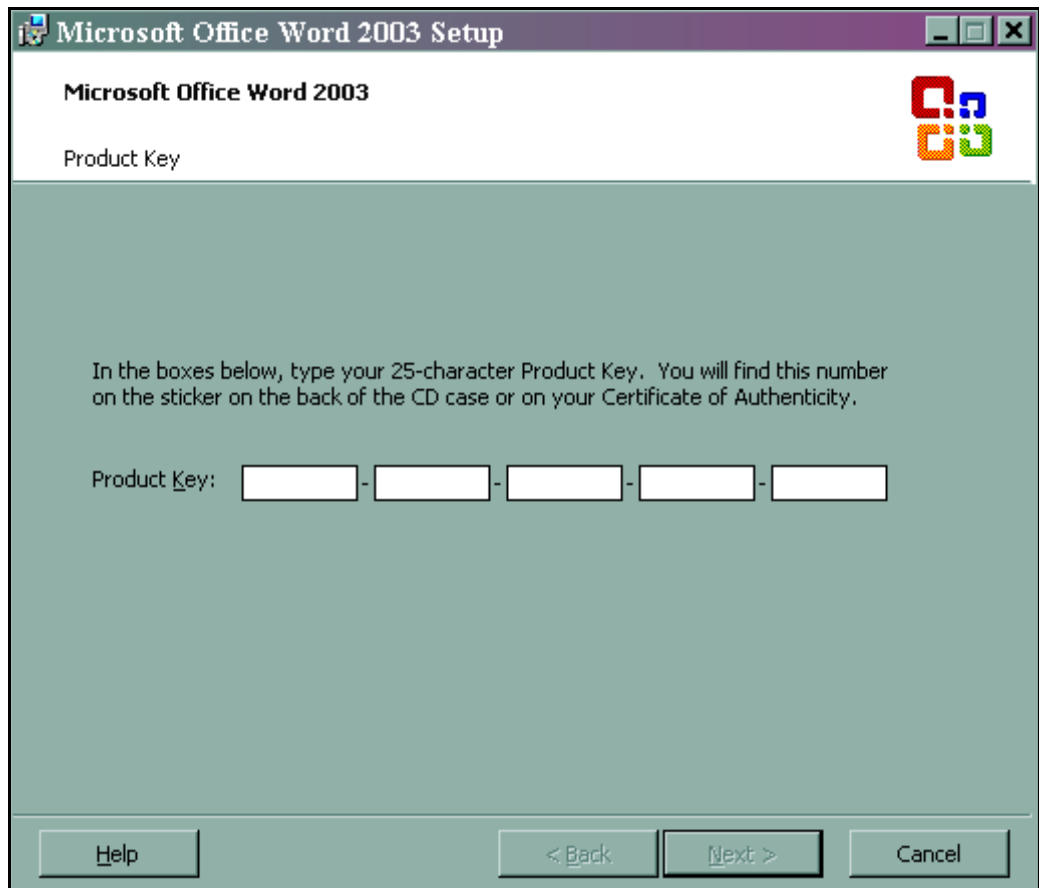 Microsoft Office Word 2003 Setup
Microsoft Office Word 2003
Product Key
In the boxes below, type your 25-character Product Key. You will find this number
on the sticker on the back of the CD case or on your Certificate of Authenticity.
Product Key: - - - -
Help < Back Next > Cancel